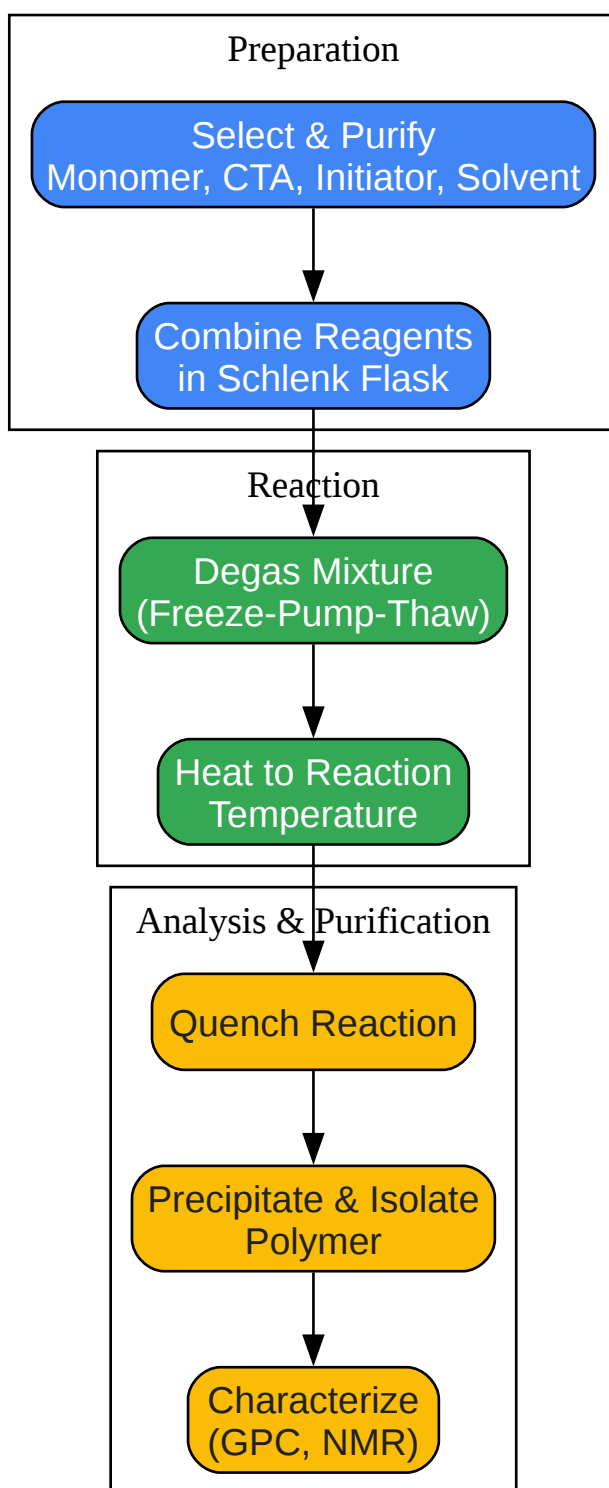 Preparation
Select & Purify
Monomer, CTA, Initiator, Solvent
Combine Reagents
in Schlenk Flask
Reaction
Degas Mixture
(Freeze-Pump-Thaw)
Heat to Reaction
Temperature
Analysis & Purification
Quench Reaction
Precipitate & Isolate
Polymer
Characterize
(GPC, NMR)